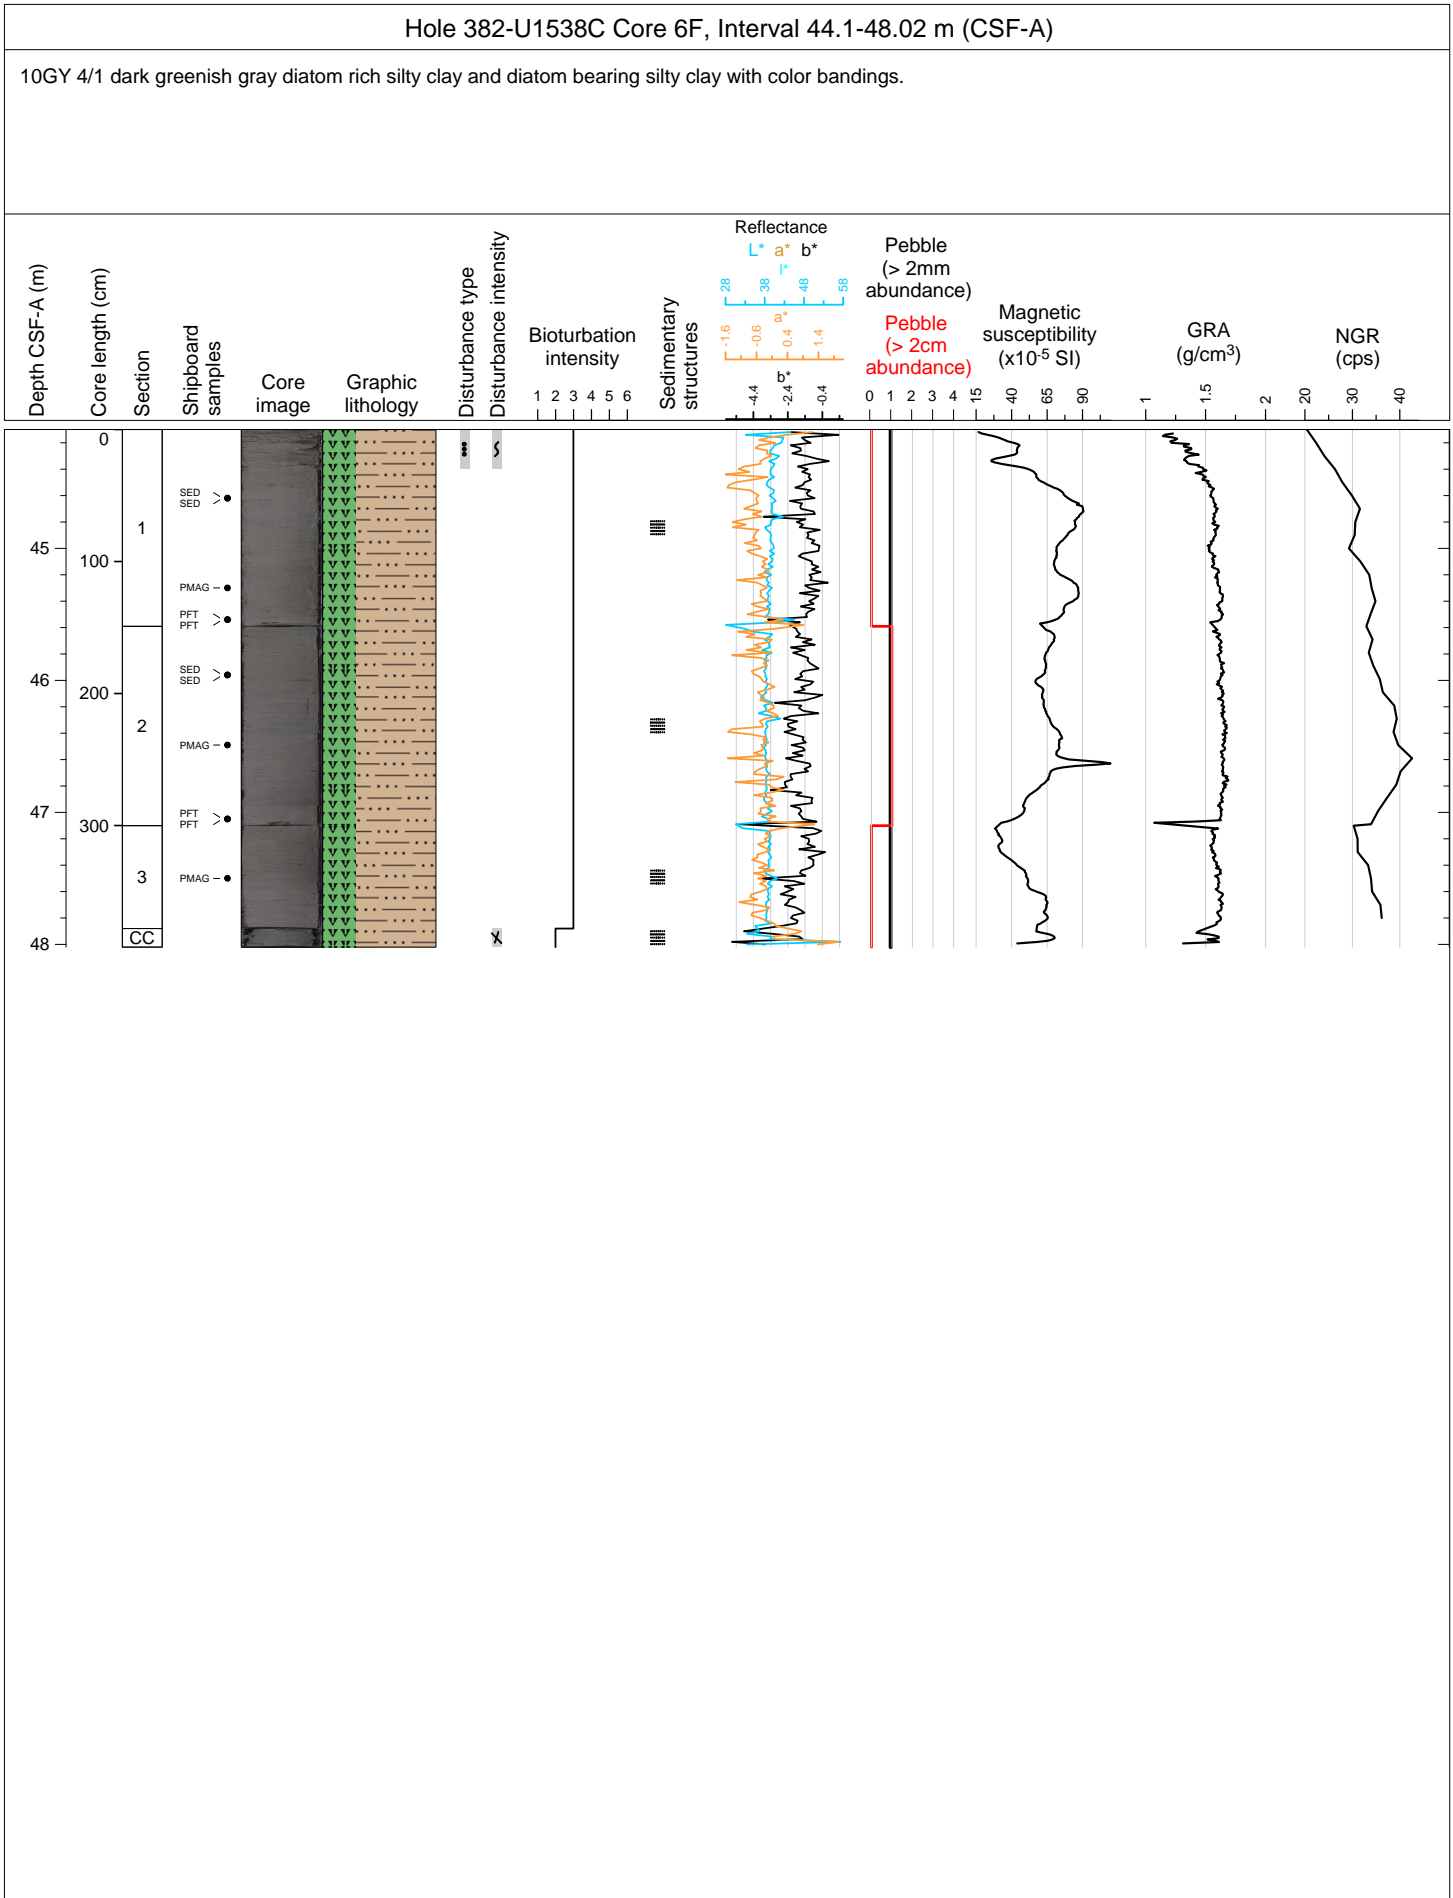 Hole 382-U1538C Core 6F, Interval 44.1-48.02 m (CSF-A)
10GY 4/1 dark greenish gray diatom rich silty clay and diatom bearing silty clay with color bandings.
Depth CSF-A (m)
Core length (cm)
Section
Shipboard
samples
Core
image
Graphic
lithology
Disturbance type
Disturbance intensity
Bioturbation
intensity
1 2 3 4 5 6
Sedimentary
structures
Reflectance
L* a* b*
l*
28 38 48 58
a*
-1.6 -0.6 0.4 1.4
b*
-4.4 -2.4 -0.4
Pebble
(> 2mm
abundance)
Pebble
(> 2cm
abundance)
0 1 2 3 4
Magnetic
susceptibility
(x10-5 SI)
15 40 65 90
GRA
(g/cm3)
1 1.5 2
NGR
(cps)
20 30 40
0
SED
SED
1
45
100
PMAG
PFT
PFT
SED
SED
46
200
2
PMAG
47
PFT
PFT
300
3
PMAG
CC
48